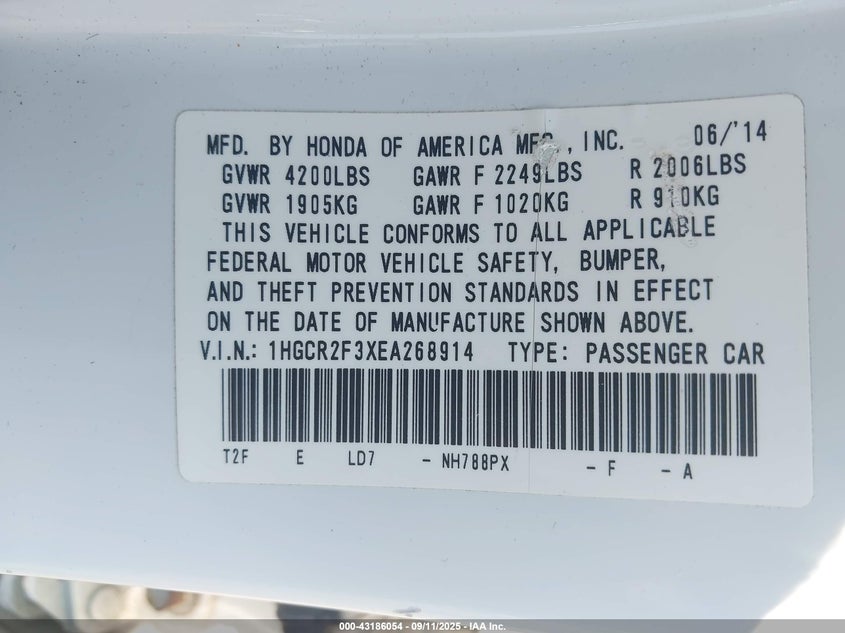 MFD. BY HONDA OF AMERICA MFG., INC. 06/'14
GVWR 4200LBS GAWR F 2249LBS R 2006LBS
GVWR 1905KG GAWR F 1020KG R 910KG
THIS VEHICLE CONFORMS TO ALL APPLICABLE
FEDERAL MOTOR VEHICLE SAFETY, BUMPER,
AND THEFT PREVENTION STANDARDS IN EFFECT
ON THE DATE OF MANUFACTURE SHOWN ABOVE.
V.I.N.: 1HGCR2F3XEA268914 TYPE: PASSENGER CAR
T2F E LD7 - NH788PX - F - A
000-43186054 - 09/11/2025 - IAA Inc.